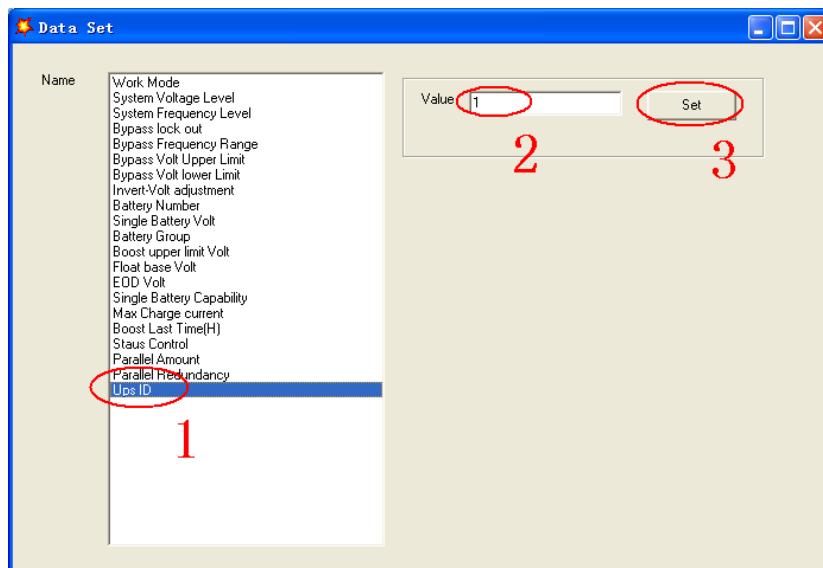 Data Set
Name
Work Mode
System Voltage Level
System Frequency Level
Bypass lock out
Bypass Frequency Range
Bypass Volt Upper Limit
Bypass Volt lower Limit
Invert-Volt adjustment
Battery Number
Single Battery Volt
Battery Group
Boost upper limit Volt
Float base Volt
EOD Volt
Single Battery Capability
Max Charge current
Boost Last Time(H)
Staus Control
Parallel Amount
Parallel Redundancy
Ups ID
1
Value 1
Set
2
3